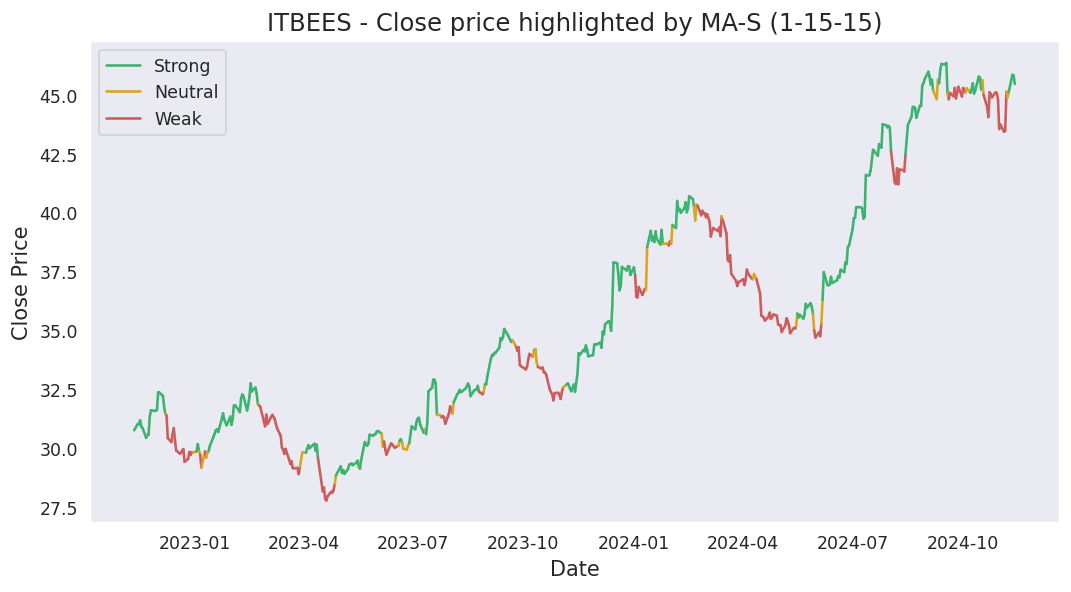 ITBEES - Close price highlighted by MA-S (1-15-15)
Strong
Neutral
Weak
Close Price
45.0
42.5
40.0
37.5
35.0
32.5
30.0
27.5
2023-01 2023-04 2023-07 2023-10 2024-01 2024-04 2024-07 2024-10
Date